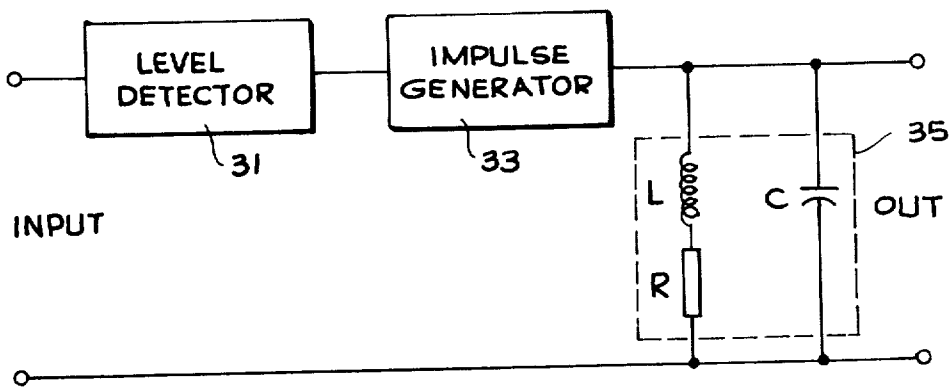 LEVEL
DETECTOR
31
IMPULSE
GENERATOR
33
35
INPUT
L
R
C
OUT